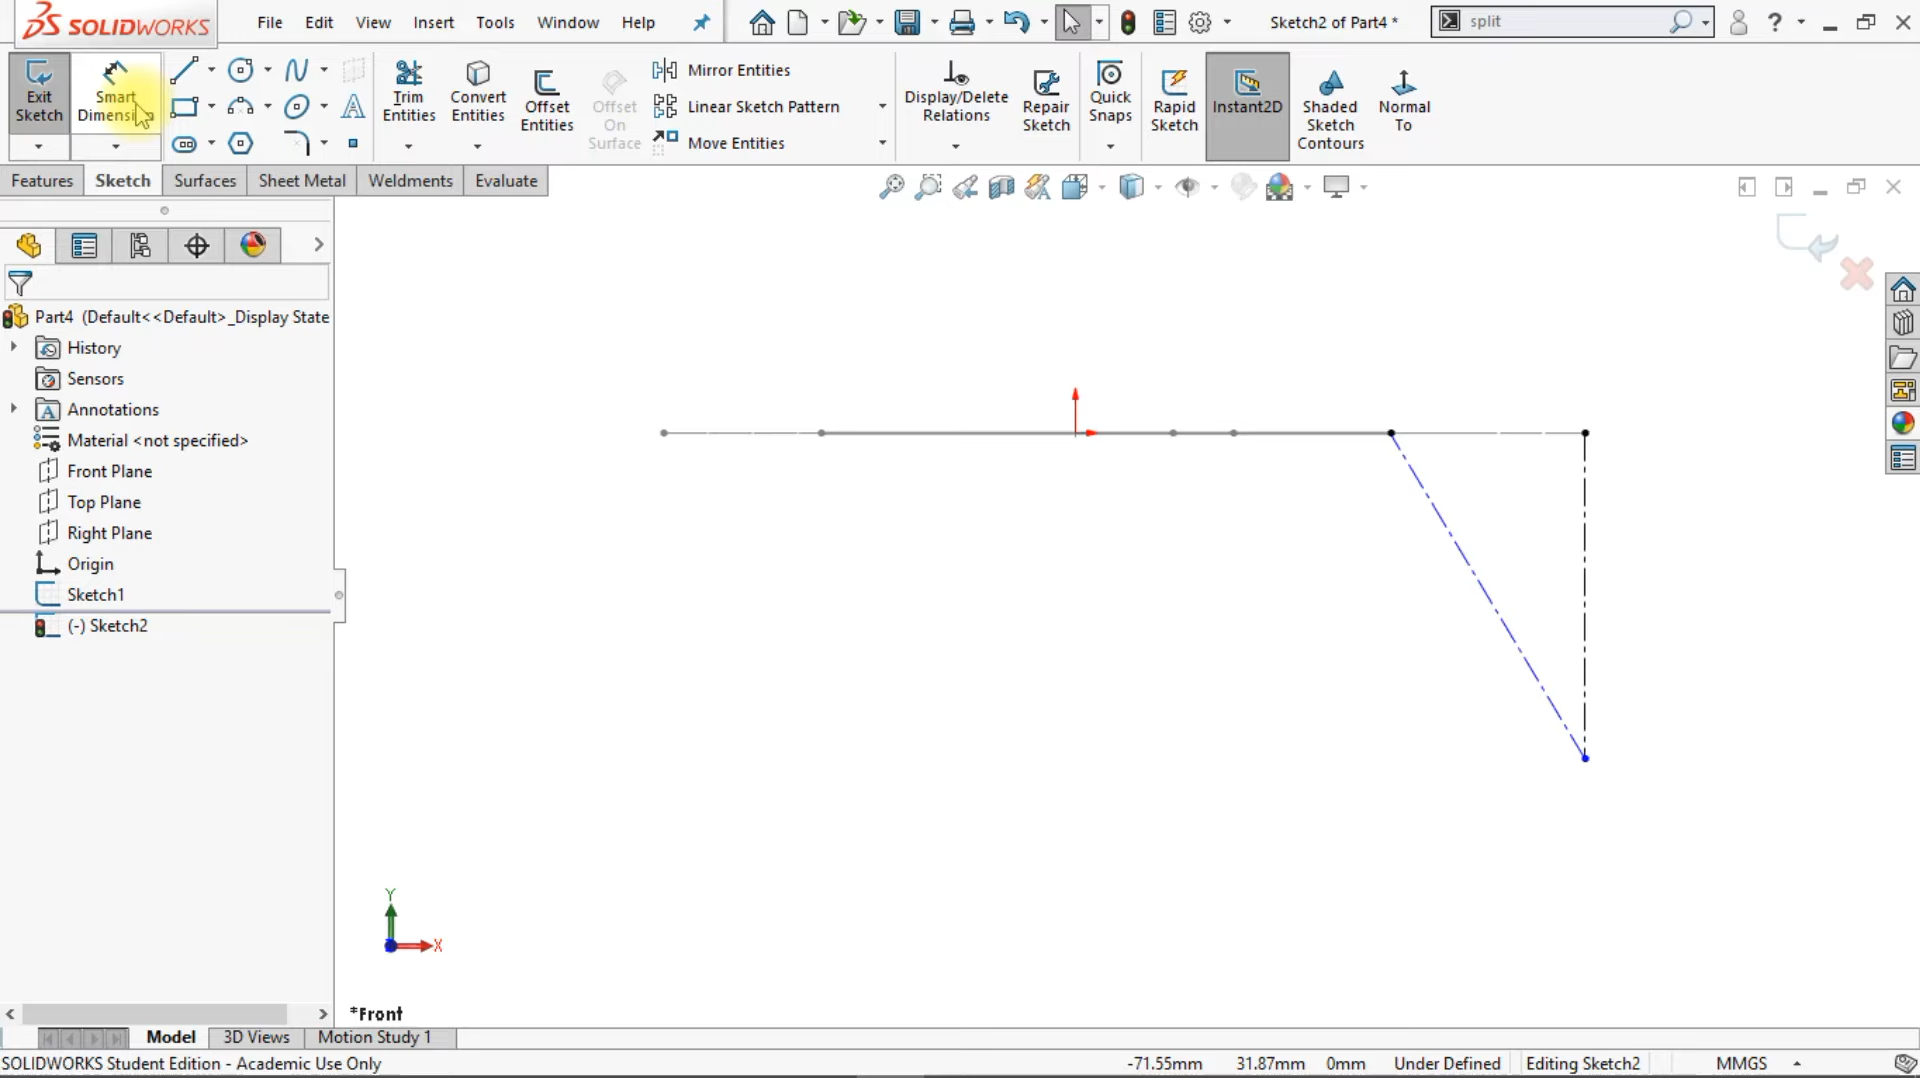 SOLIDWORKS File Edit View Insert Tools Window Help Sketch2 of Part4 * split ?
Exit Sketch
Smart
Trim Entities
Convert Entities
Offset Entities
Offset On Surface
Mirror Entities
Linear Sketch Pattern
Move Entities
Display/Delete Relations
Repair Sketch
Quick Snaps
Rapid Sketch
Instant2D
Shaded Sketch Contours
Normal To
Features Sketch Surfaces Sheet Metal Weldments Evaluate
Part4 (Default<<Default>_Display State
History
Sensors
Annotations
Material <not specified>
Front Plane
Top Plane
Right Plane
Origin
Sketch1
(-) Sketch2
Y
X
*Front
Model 3D Views Motion Study 1
SOLIDWORKS Student Edition - Academic Use Only -71.55mm 31.87mm 0mm Under Defined Editing Sketch2 MMGS